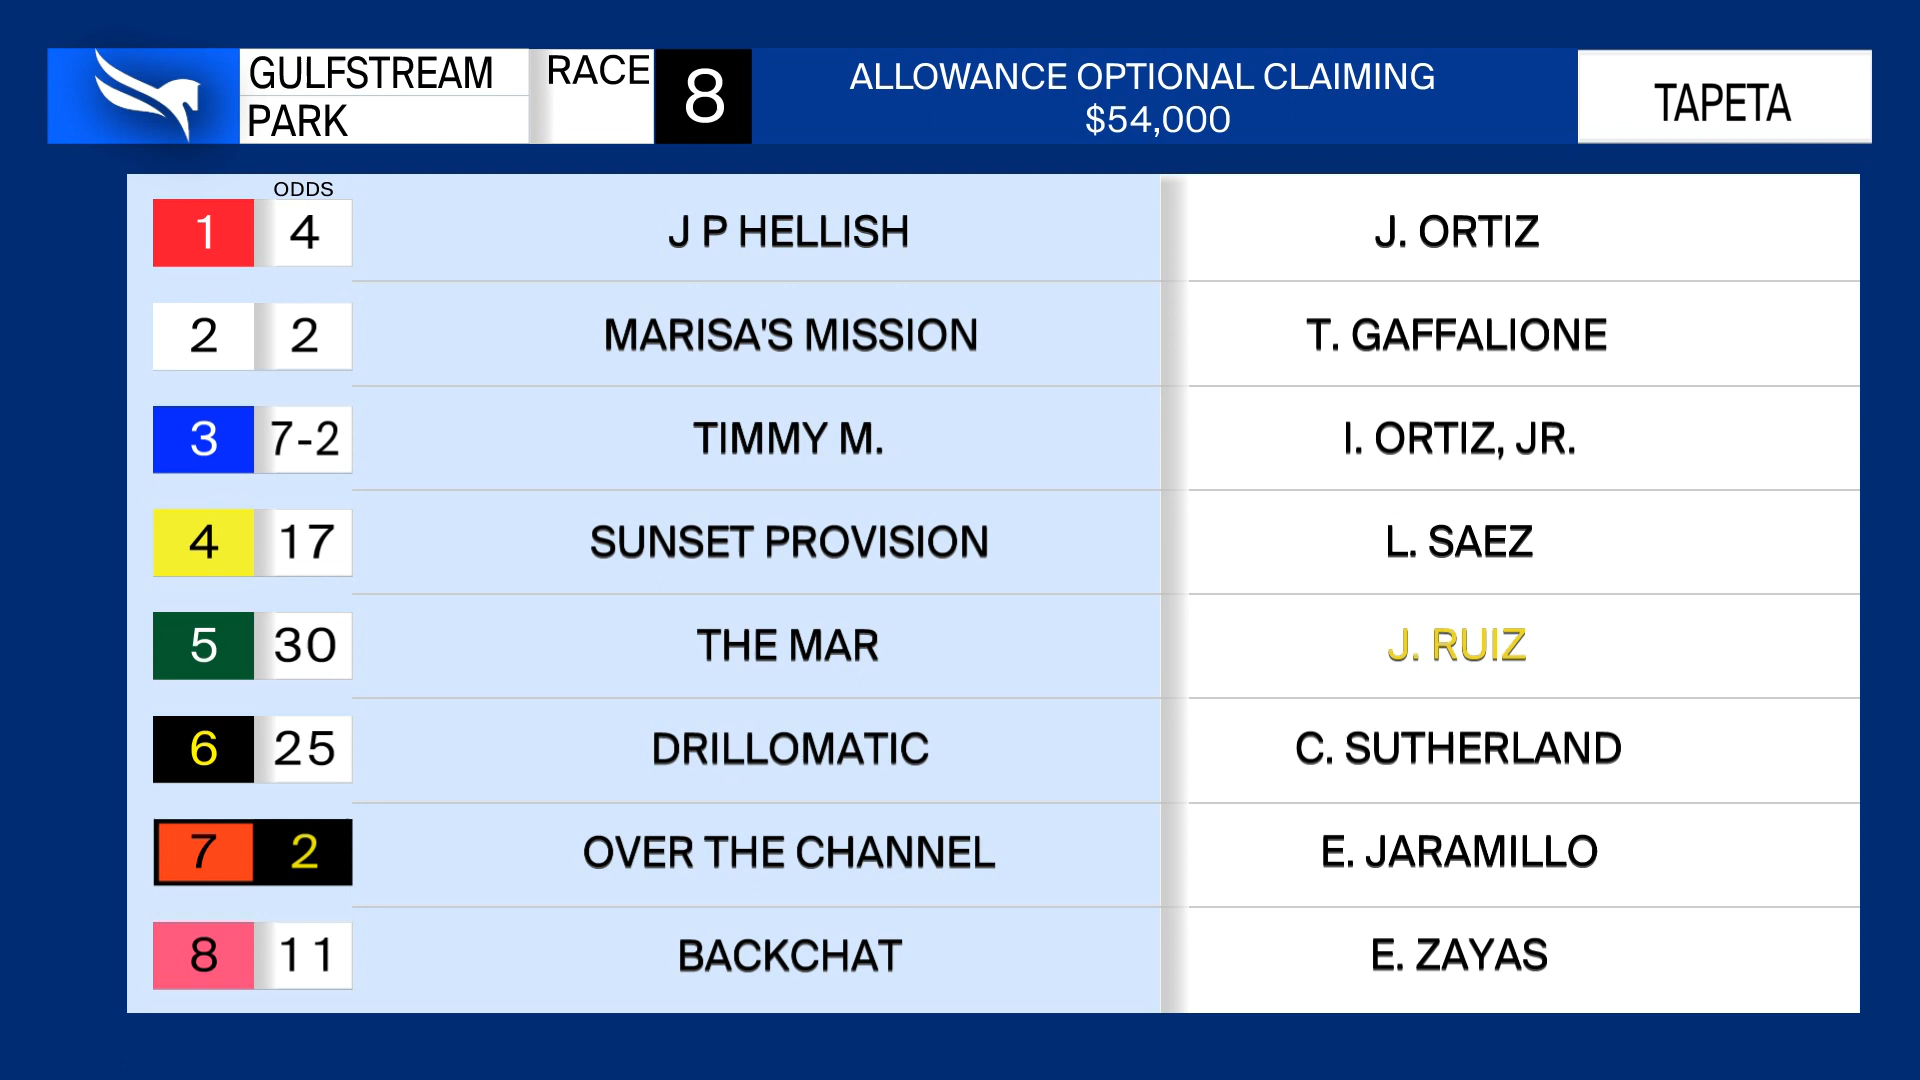 GULFSTREAM
PARK
RACE
8
ALLOWANCE OPTIONAL CLAIMING
$54,000
TAPETA
ODDS
1 4 J P HELLISH J. ORTIZ
2 2 MARISA'S MISSION T. GAFFALIONE
3 7-2 TIMMY M. I. ORTIZ, JR.
4 17 SUNSET PROVISION L. SAEZ
5 30 THE MAR J. RUIZ
6 25 DRILLOMATIC C. SUTHERLAND
7 2 OVER THE CHANNEL E. JARAMILLO
8 11 BACKCHAT E. ZAYAS